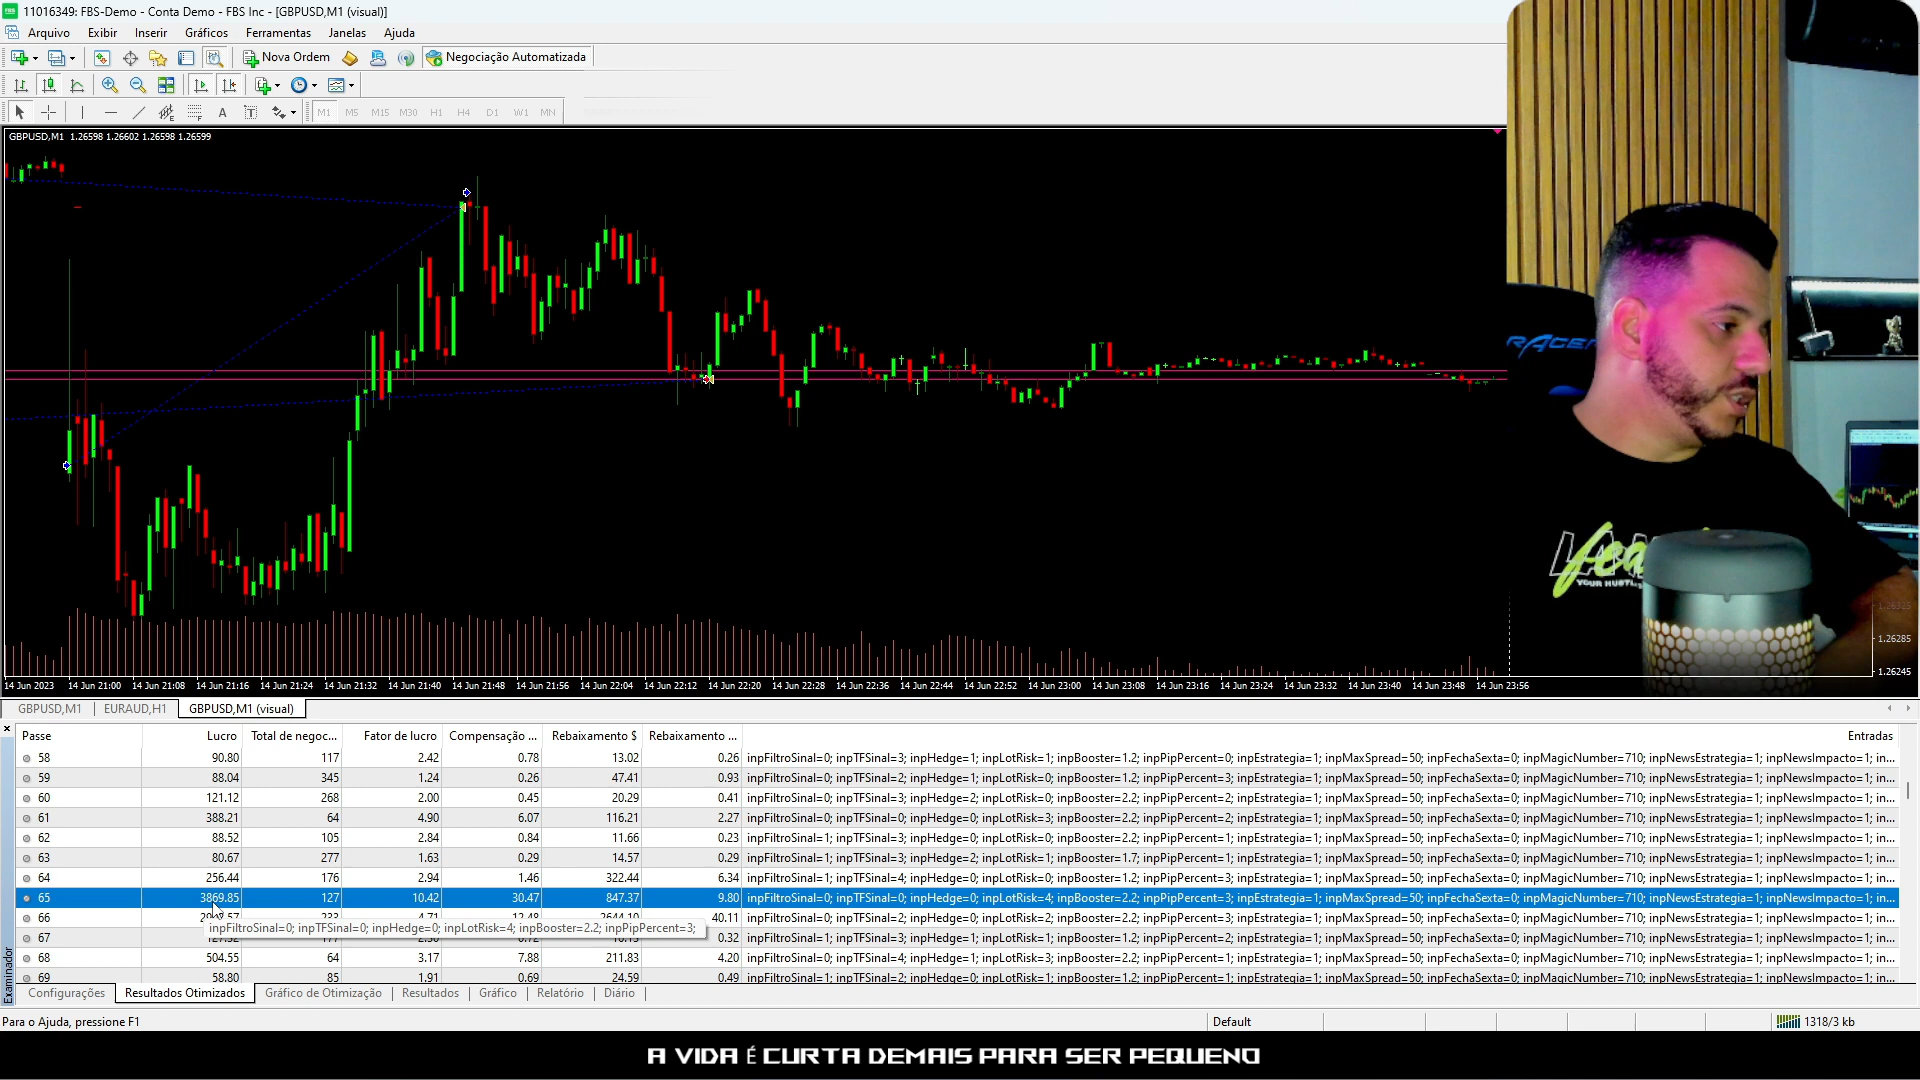 11016349: FBS-Demo - Conta Demo - FBS Inc - [GBPUSD,M1 (visual)]
Arquivo Exibir Inserir Gráficos Ferramentas Janelas Ajuda
Nova Ordem Negociação Automatizada
A T M1 M5 M15 M30 H1 H4 D1 W1 MN
GBPUSD,M1 1.26598 1.26602 1.26598 1.26599
YOUR HUSTL
1.26325
1.26285
1.26245
14 Jun 2023 14 Jun 21:00 14 Jun 21:08 14 Jun 21:16 14 Jun 21:24 14 Jun 21:32 14 Jun 21:40 14 Jun 21:48 14 Jun 21:56 14 Jun 22:04 14 Jun 22:12 14 Jun 22:20 14 Jun 22:28 14 Jun 22:36 14 Jun 22:44 14 Jun 22:52 14 Jun 23:00 14 Jun 23:08 14 Jun 23:16 14 Jun 23:24 14 Jun 23:32 14 Jun 23:40 14 Jun 23:48 14 Jun 23:56
GBPUSD,M1 EURAUD,H1 GBPUSD,M1 (visual)
Passe Lucro Total de negoc... Fator de lucro Compensação ... Rebaixamento $ Rebaixamento ... Entradas
58 90.80 117 2.42 0.78 13.02 0.26 inpFiltroSinal=0; inpTFSinal=3; inpHedge=1; inpLotRisk=1; inpBooster=1.2; inpPipPercent=0; inpEstrategia=1; inpMaxSpread=50; inpFechaSexta=0; inpMagicNumber=710; inpNewsEstrategia=1; inpNewsImpacto=1; in...
59 88.04 345 1.24 0.26 47.41 0.93 inpFiltroSinal=0; inpTFSinal=3; inpHedge=2; inpLotRisk=1; inpBooster=1.2; inpPipPercent=3; inpEstrategia=1; inpMaxSpread=50; inpFechaSexta=0; inpMagicNumber=710; inpNewsEstrategia=1; inpNewsImpacto=1; in...
60 121.12 268 2.00 0.45 20.29 0.41 inpFiltroSinal=0; inpTFSinal=3; inpHedge=2; inpLotRisk=0; inpBooster=2.2; inpPipPercent=2; inpEstrategia=1; inpMaxSpread=50; inpFechaSexta=0; inpMagicNumber=710; inpNewsEstrategia=1; inpNewsImpacto=1; in...
61 388.21 64 4.90 6.07 116.21 2.27 inpFiltroSinal=0; inpTFSinal=0; inpHedge=0; inpLotRisk=3; inpBooster=2.2; inpPipPercent=2; inpEstrategia=1; inpMaxSpread=50; inpFechaSexta=0; inpMagicNumber=710; inpNewsEstrategia=1; inpNewsImpacto=1; in...
62 88.52 105 2.84 0.84 11.66 0.23 inpFiltroSinal=1; inpTFSinal=3; inpHedge=0; inpLotRisk=0; inpBooster=2.2; inpPipPercent=1; inpEstrategia=1; inpMaxSpread=50; inpFechaSexta=0; inpMagicNumber=710; inpNewsEstrategia=1; inpNewsImpacto=1; in...
63 80.67 277 1.63 0.29 14.57 0.29 inpFiltroSinal=1; inpTFSinal=3; inpHedge=2; inpLotRisk=1; inpBooster=1.7; inpPipPercent=1; inpEstrategia=1; inpMaxSpread=50; inpFechaSexta=0; inpMagicNumber=710; inpNewsEstrategia=1; inpNewsImpacto=1; in...
64 256.44 176 2.94 1.46 322.44 6.34 inpFiltroSinal=1; inpTFSinal=4; inpHedge=0; inpLotRisk=0; inpBooster=1.2; inpPipPercent=3; inpEstrategia=1; inpMaxSpread=50; inpFechaSexta=0; inpMagicNumber=710; inpNewsEstrategia=1; inpNewsImpacto=1; in...
65 3869.85 127 10.42 30.47 847.37 9.80 inpFiltroSinal=0; inpTFSinal=0; inpHedge=0; inpLotRisk=4; inpBooster=2.2; inpPipPercent=3; inpEstrategia=1; inpMaxSpread=50; inpFechaSexta=0; inpMagicNumber=710; inpNewsEstrategia=1; inpNewsImpacto=1; in...
66 40.11 inpFiltroSinal=0; inpTFSinal=2; inpHedge=0; inpLotRisk=2; inpBooster=2.2; inpPipPercent=3; inpEstrategia=1; inpMaxSpread=50; inpFechaSexta=0; inpMagicNumber=710; inpNewsEstrategia=1; inpNewsImpacto=1; in...
inpFiltroSinal=0; inpTFSinal=0; inpHedge=0; inpLotRisk=4; inpBooster=2.2; inpPipPercent=3;
67 0.32 inpFiltroSinal=1; inpTFSinal=3; inpHedge=1; inpLotRisk=1; inpBooster=1.2; inpPipPercent=2; inpEstrategia=1; inpMaxSpread=50; inpFechaSexta=0; inpMagicNumber=710; inpNewsEstrategia=1; inpNewsImpacto=1; in...
68 504.55 64 3.17 7.88 211.83 4.20 inpFiltroSinal=0; inpTFSinal=4; inpHedge=1; inpLotRisk=3; inpBooster=2.2; inpPipPercent=1; inpEstrategia=1; inpMaxSpread=50; inpFechaSexta=0; inpMagicNumber=710; inpNewsEstrategia=1; inpNewsImpacto=1; in...
69 58.80 85 1.91 0.69 24.59 0.49 inpFiltroSinal=1; inpTFSinal=2; inpHedge=0; inpLotRisk=1; inpBooster=1.2; inpPipPercent=1; inpEstrategia=1; inpMaxSpread=50; inpFechaSexta=0; inpMagicNumber=710; inpNewsEstrategia=1; inpNewsImpacto=1; in...
Examinador
Configurações Resultados Otimizados Gráfico de Otimização Resultados Gráfico Relatório Diário
Para o Ajuda, pressione F1 Default 1318/3 kb
A VIDA É CURTA DEMAIS PARA SER PEQUENO